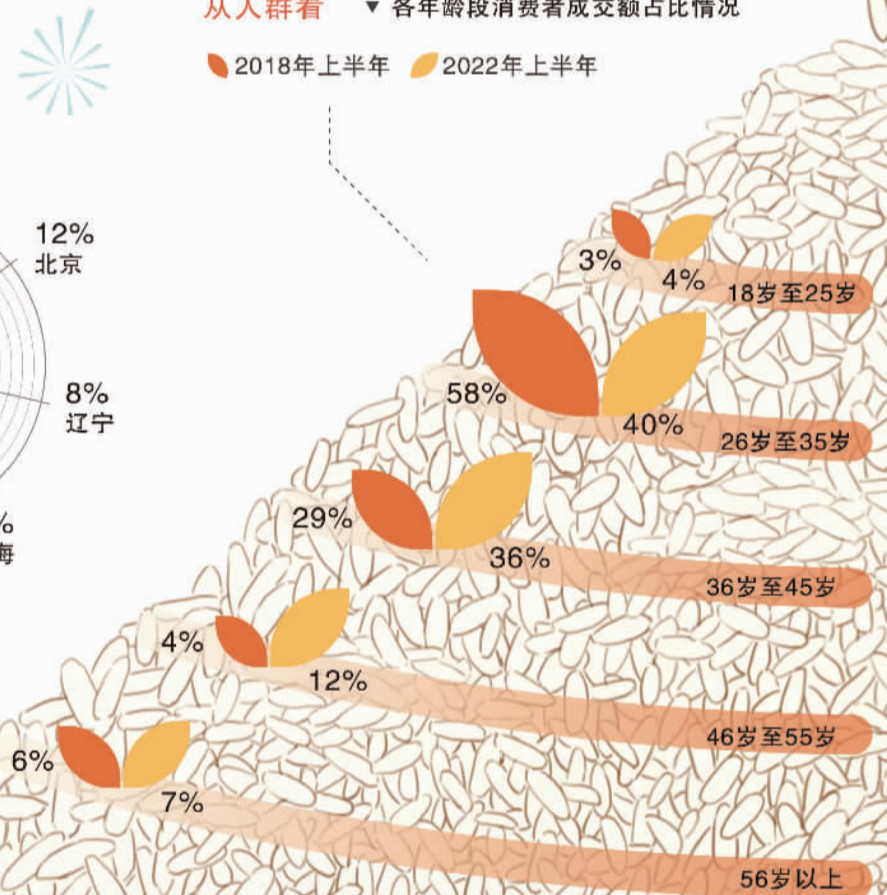 从人群看 ▼ 各年龄段消费者成交额占比情况
2018年上半年 2022年上半年
12%
北京
3% 4% 18岁至25岁
8%
辽宁
58% 40% 26岁至35岁
29% 36% 36岁至45岁
%
海
4% 12% 46岁至55岁
6% 7% 56岁以上